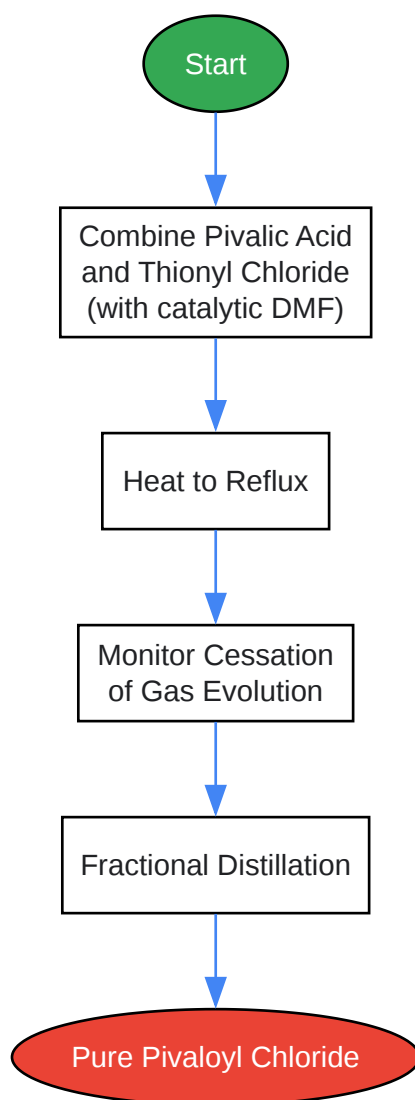 Start
Combine Pivalic Acid
and Thionyl Chloride
(with catalytic DMF)
Heat to Reflux
Monitor Cessation
of Gas Evolution
Fractional Distillation
Pure Pivaloyl Chloride